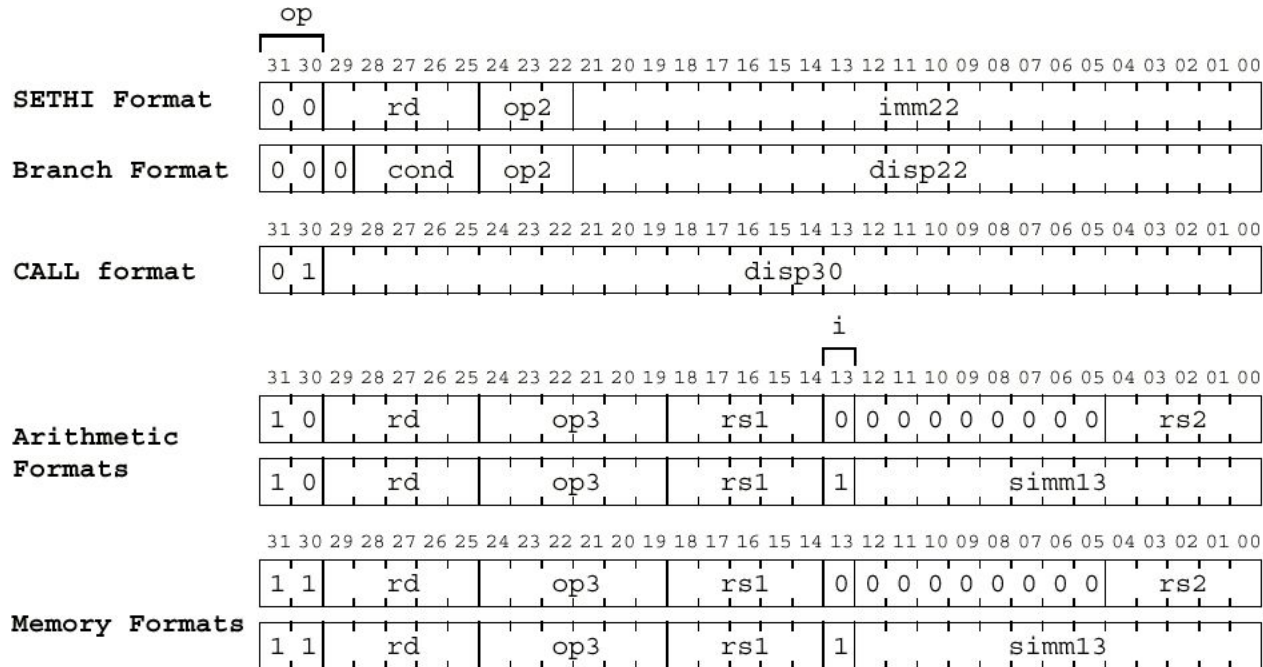 op
31 30 29 28 27 26 25 24 23 22 21 20 19 18 17 16 15 14 13 12 11 10 09 08 07 06 05 04 03 02 01 00
SETHI Format 0 0 rd op2 imm22
Branch Format 0 0 0 cond op2 disp22
31 30 29 28 27 26 25 24 23 22 21 20 19 18 17 16 15 14 13 12 11 10 09 08 07 06 05 04 03 02 01 00
CALL format 0 1 disp30
i
31 30 29 28 27 26 25 24 23 22 21 20 19 18 17 16 15 14 13 12 11 10 09 08 07 06 05 04 03 02 01 00
1 0 rd op3 rs1 0 0 0 0 0 0 0 0 0 rs2
Arithmetic
Formats
1 0 rd op3 rs1 1 simm13
31 30 29 28 27 26 25 24 23 22 21 20 19 18 17 16 15 14 13 12 11 10 09 08 07 06 05 04 03 02 01 00
1 1 rd op3 rs1 0 0 0 0 0 0 0 0 0 rs2
Memory Formats
1 1 rd op3 rs1 1 simm13